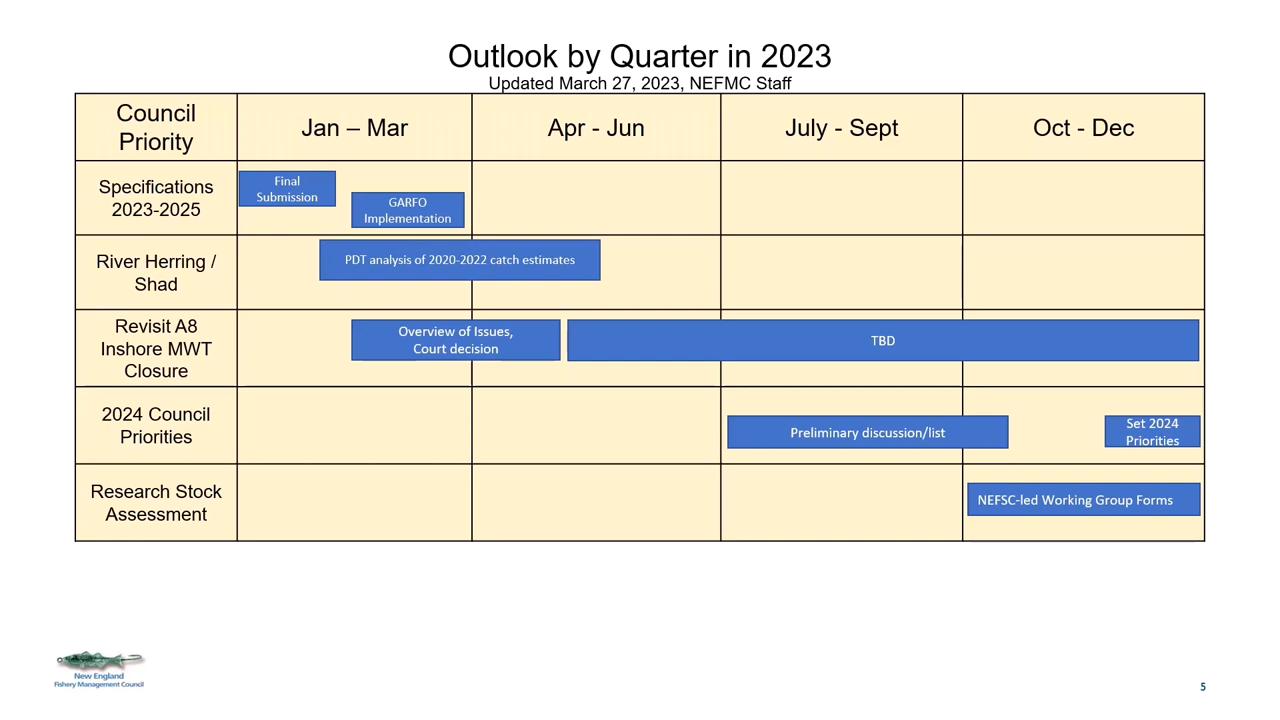 Outlook by Quarter in 2023
Updated March 27, 2023, NEFMC Staff
Council
Priority
Jan – Mar
Apr - Jun
July - Sept
Oct - Dec
Specifications
2023-2025
Final
Submission
GARFO
Implementation
River Herring /
Shad
PDT analysis of 2020-2022 catch estimates
Revisit A8
Inshore MWT
Closure
Overview of Issues,
Court decision
TBD
2024 Council
Priorities
Preliminary discussion/list
Set 2024
Priorities
Research Stock
Assessment
NEFSC-led Working Group Forms
New England
Fishery Management Council
5